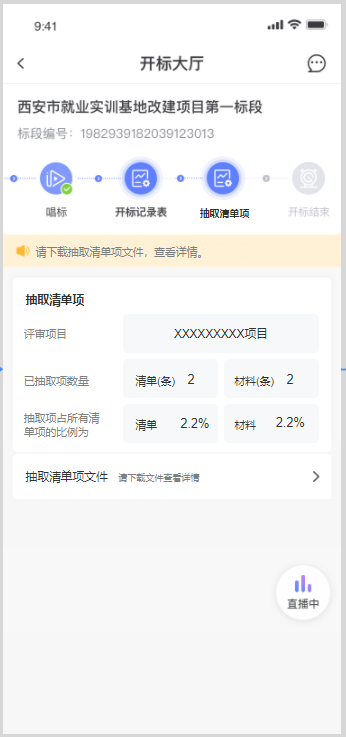 9:41
开标大厅
西安市就业实训基地改建项目第一标段
标段编号：1982939182039123013
唱标
开标记录表
抽取清单项
开标结束
请下载抽取清单项文件，查看详情。
抽取清单项
评审项目
XXXXXXXXX项目
已抽取项数量
清单(条) 2
材料(条) 2
抽取项占所有清
单项的比例为
清单 2.2%
材料 2.2%
抽取清单项文件 请下载文件查看详情
直播中